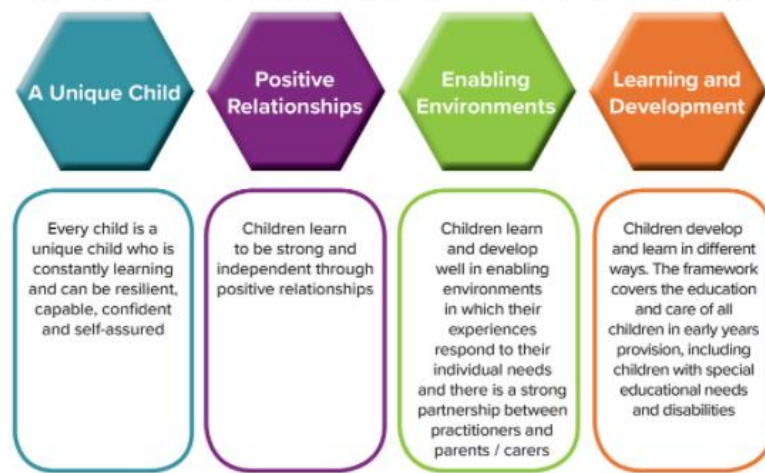 A Unique Child
Positive
Relationships
Enabling
Environments
Learning and
Development
Every child is a
unique child who is
constantly learning
and can be resilient,
capable, confident
and self-assured
Children learn
to be strong and
independent through
positive relationships
Children learn
and develop
well in enabling
environments
in which their
experiences
respond to their
individual needs
and there is a strong
partnership between
practitioners and
parents / carers
Children develop
and learn in different
ways. The framework
covers the education
and care of all
children in early years
provision, including
children with special
educational needs
and disabilities